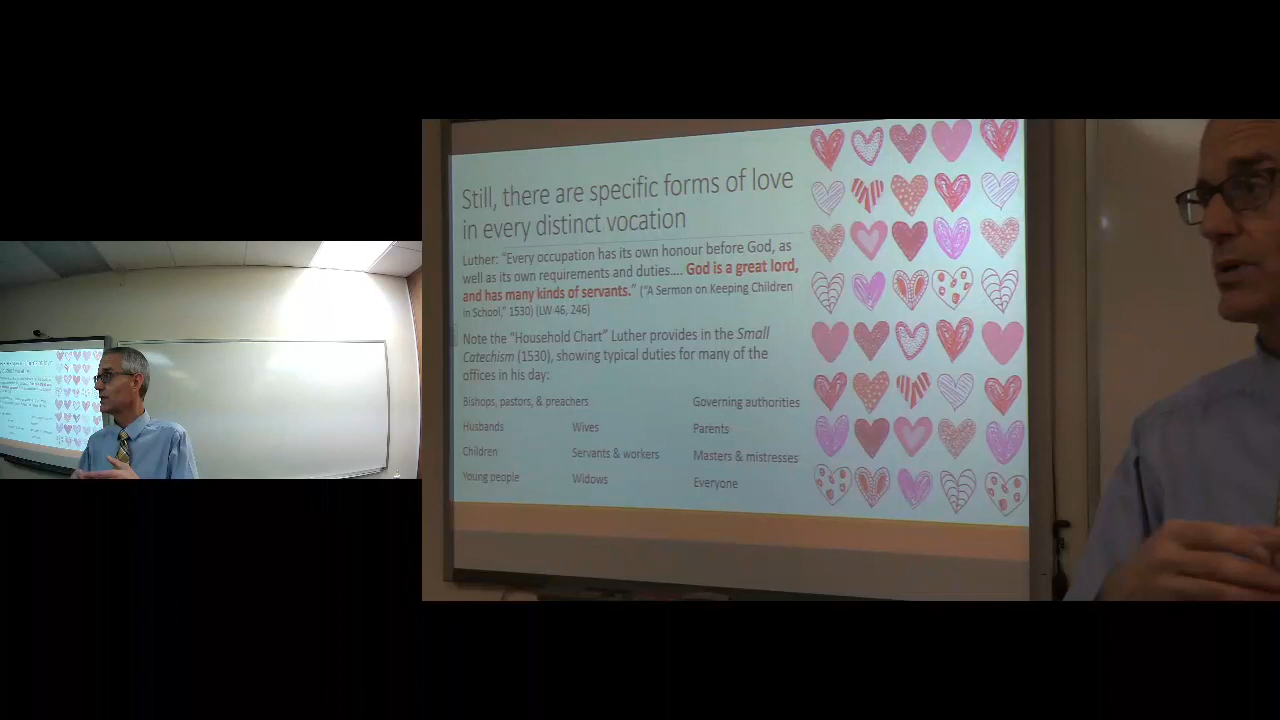 Still, there are specific forms of love
in every distinct vocation
Luther: “Every occupation has its own honour before God, as
well as its own requirements and duties…. God is a great lord,
and has many kinds of servants.” (“A Sermon on Keeping Children
in School,” 1530) (LW 46, 246)
Note the “Household Chart” Luther provides in the Small
Catechism (1530), showing typical duties for many of the
offices in his day:
Bishops, pastors, & preachers Governing authorities
Husbands Wives Parents
Children Servants & workers Masters & mistresses
Young people Widows Everyone